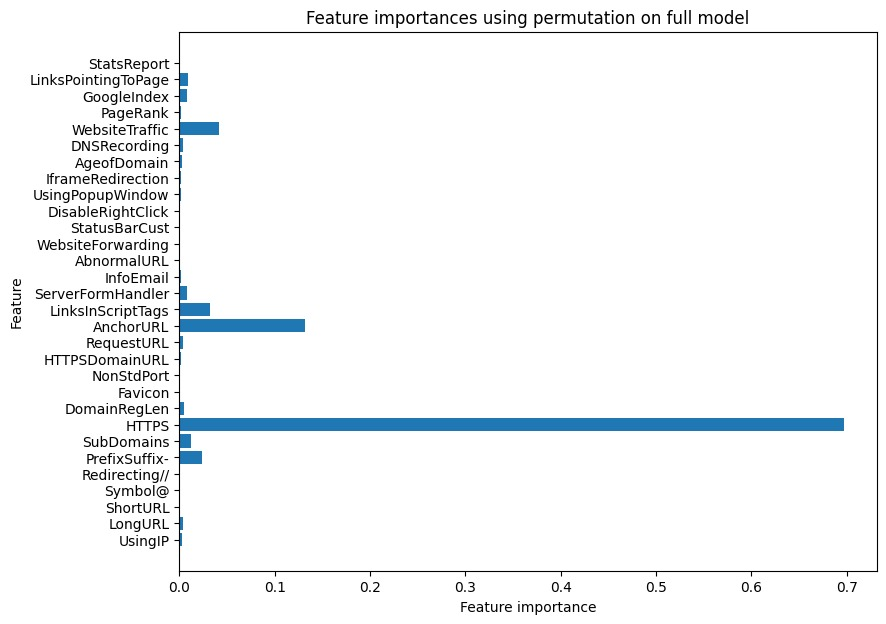 Feature importances using permutation on full model
StatsReport
LinksPointingToPage
GoogleIndex
PageRank
WebsiteTraffic
DNSRecording
AgeofDomain
IframeRedirection
UsingPopupWindow
DisableRightClick
StatusBarCust
WebsiteForwarding
AbnormalURL
InfoEmail
ServerFormHandler
LinksInScriptTags
AnchorURL
RequestURL
HTTPSDomainURL
NonStdPort
Favicon
DomainRegLen
HTTPS
SubDomains
PrefixSuffix-
Redirecting//
Symbol@
ShortURL
LongURL
UsingIP
Feature
0.0 0.1 0.2 0.3 0.4 0.5 0.6 0.7
Feature importance